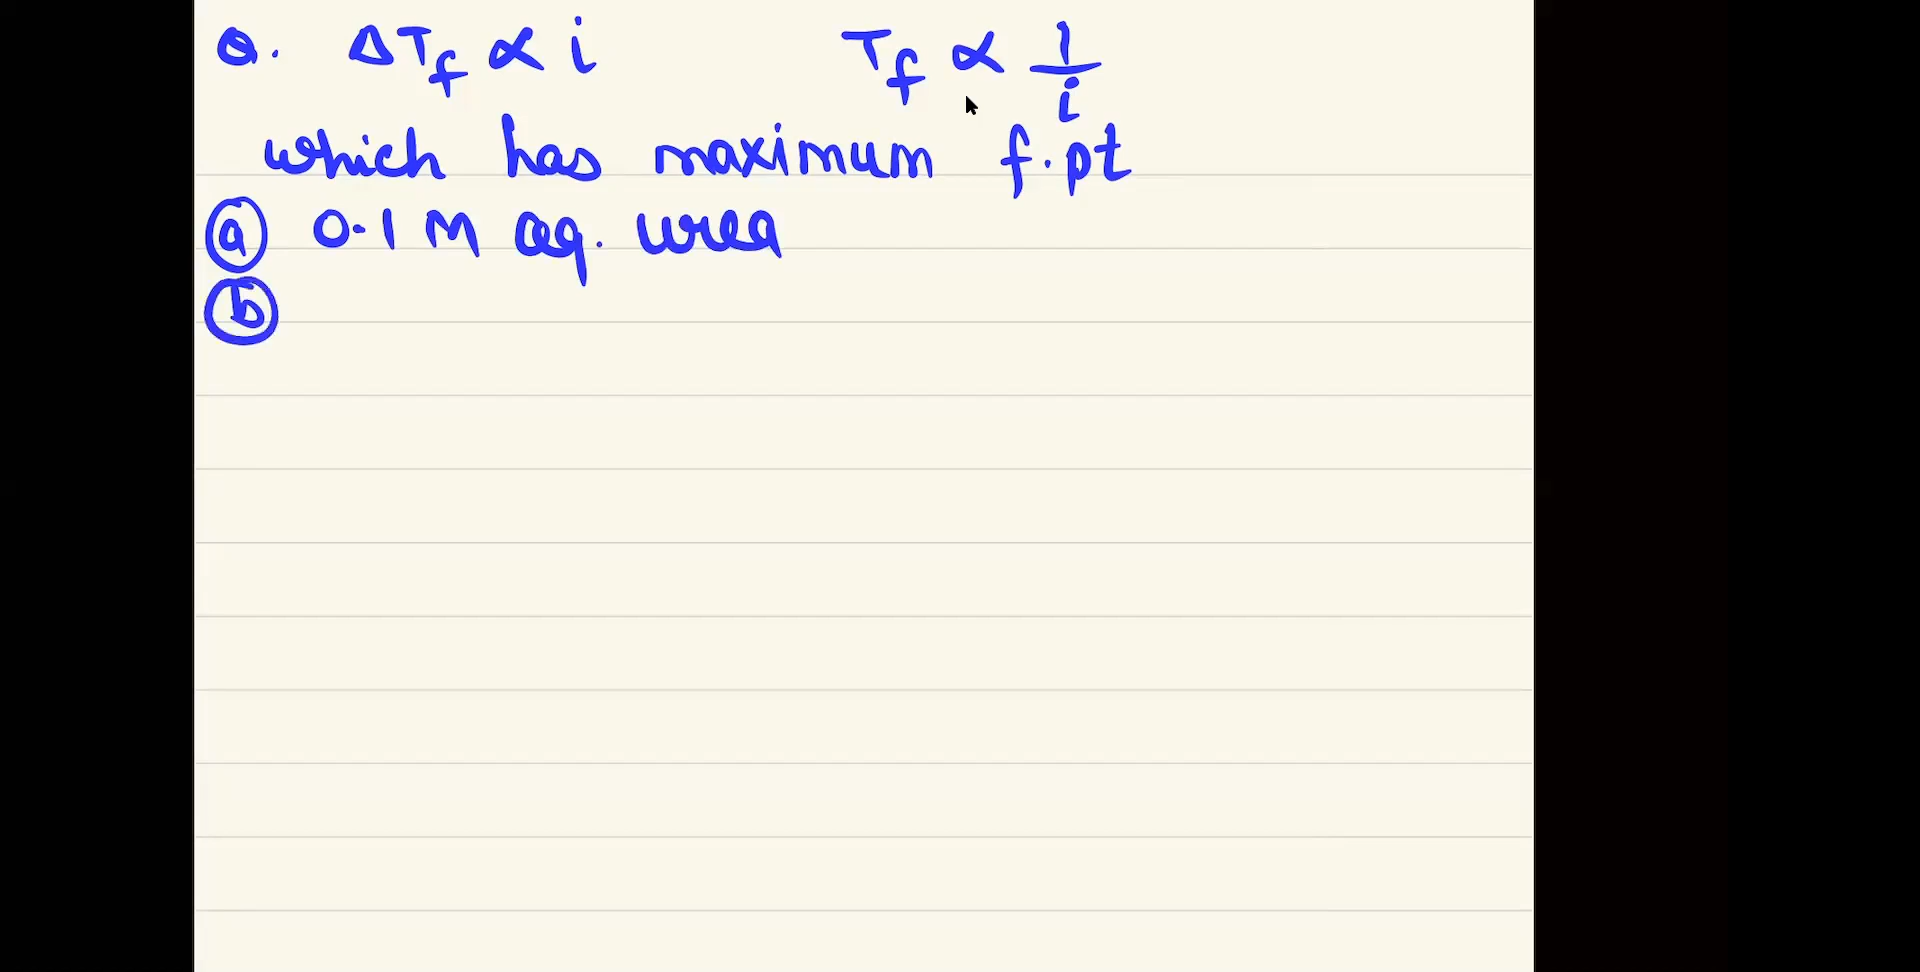 Q. ΔTf ∝ i Tf ∝ 1/i
which has maximum f.pt
(a) 0.1 M aq. urea
(b)